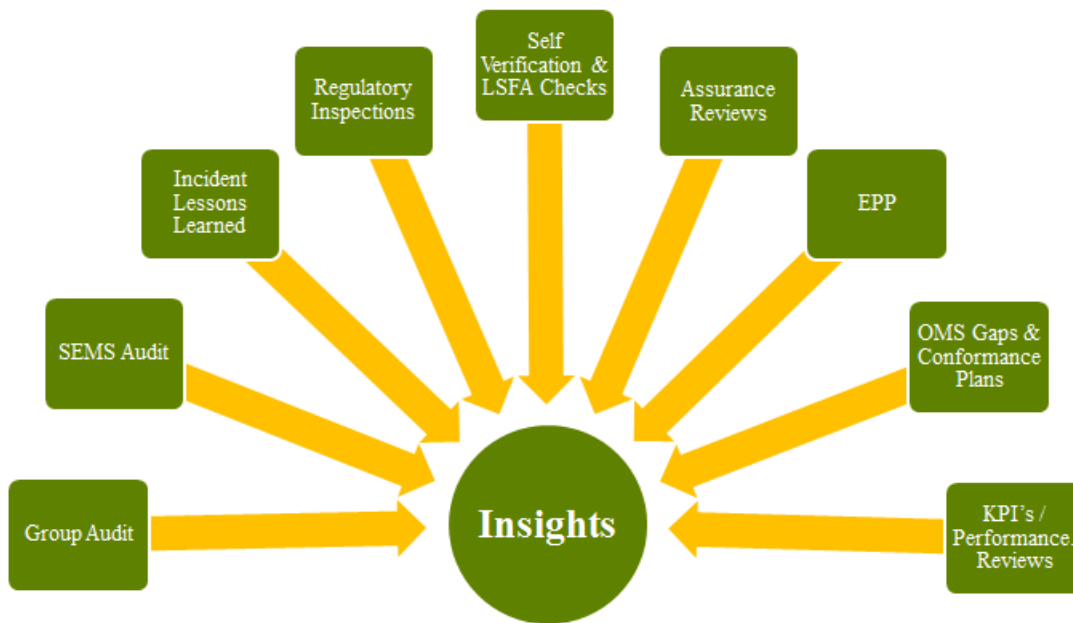 Self
Verification &
LSFA Checks
Regulatory
Inspections
Assurance
Reviews
Incident
Lessons
Learned
EPP
SEMS Audit
OMS Gaps &
Conformance
Plans
Group Audit
Insights
KPI's /
Performance.
Reviews